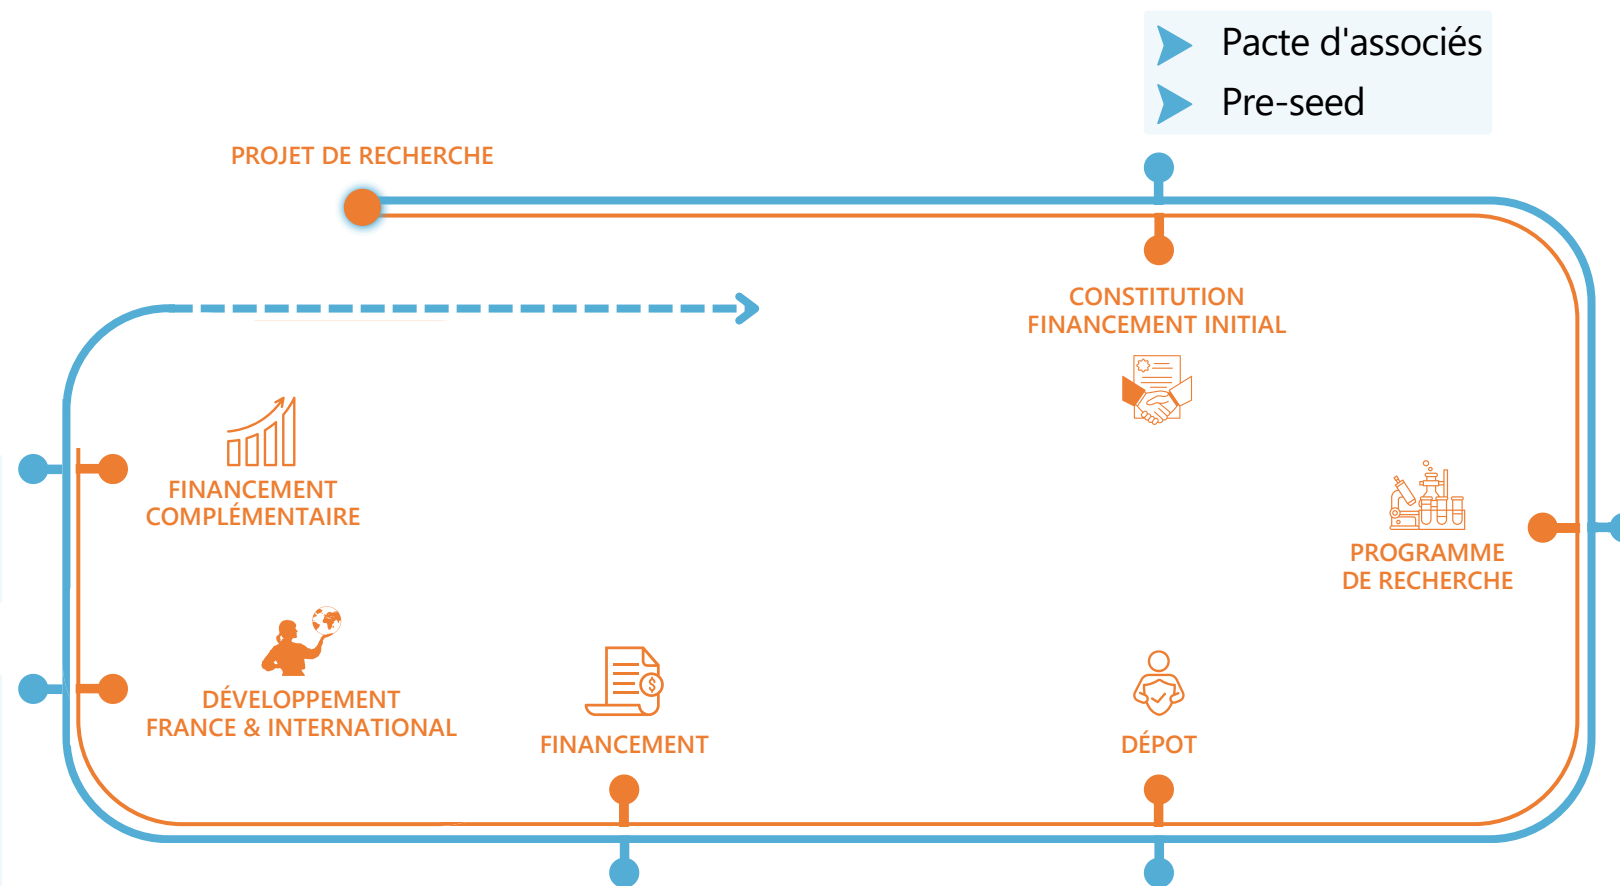 Pacte d'associés
Pre-seed
PROJET DE RECHERCHE
CONSTITUTION
FINANCEMENT INITIAL
FINANCEMENT
COMPLÉMENTAIRE
PROGRAMME
DE RECHERCHE
DÉVELOPPEMENT
FRANCE & INTERNATIONAL
FINANCEMENT
DÉPOT